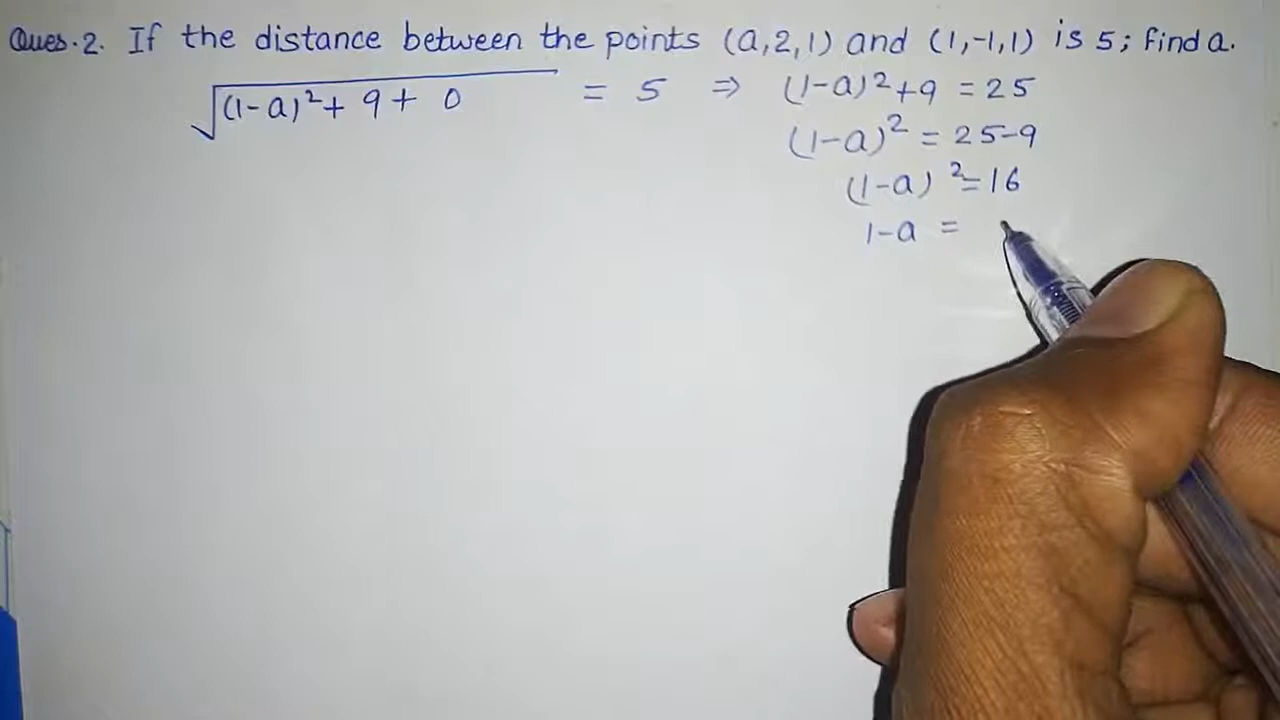 Ques.2. If the distance between the points (a,2,1) and (1,-1,1) is 5; find a.
√(1-a)²+ 9+ 0 = 5 ⇒ (1-a)²+9 =25
(1-a)² = 25-9
(1-a)²=16
1-a =